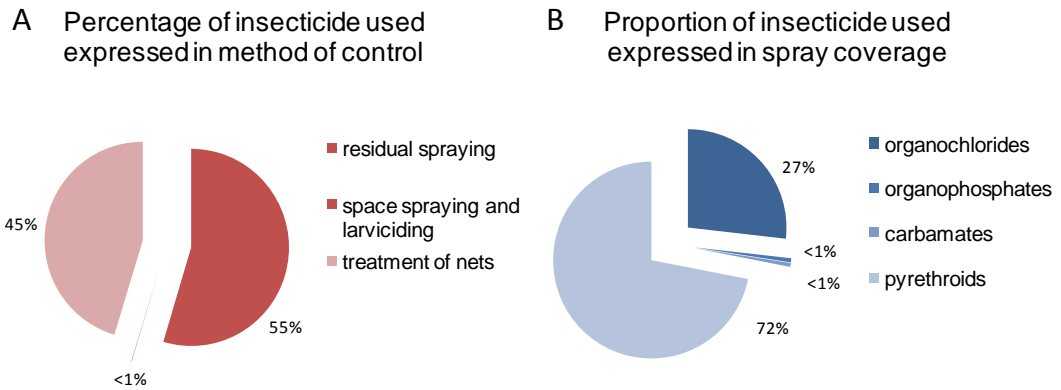 A Percentage of insecticide used
expressed in method of control
45%
<1%
55%
residual spraying
space spraying and
larviciding
treatment of nets
B Proportion of insecticide used
expressed in spray coverage
27%
<1%
<1%
72%
organochlorides
organophosphates
carbamates
pyrethroids